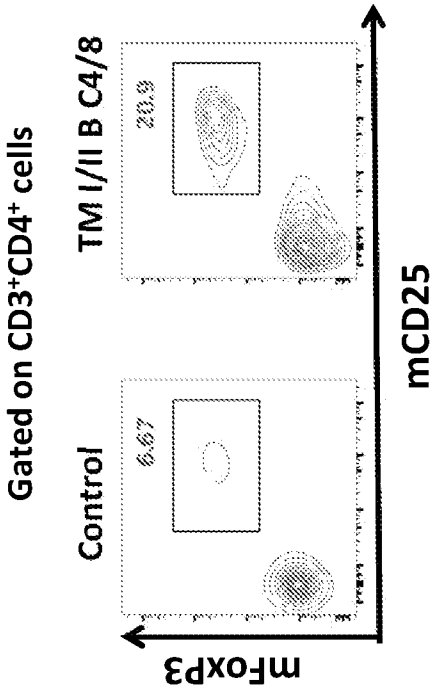 Gated on CD3⁺CD4⁺ cells
Control
TM I/II B C4/8
6.67
20.9
mFoxP3
mCD25